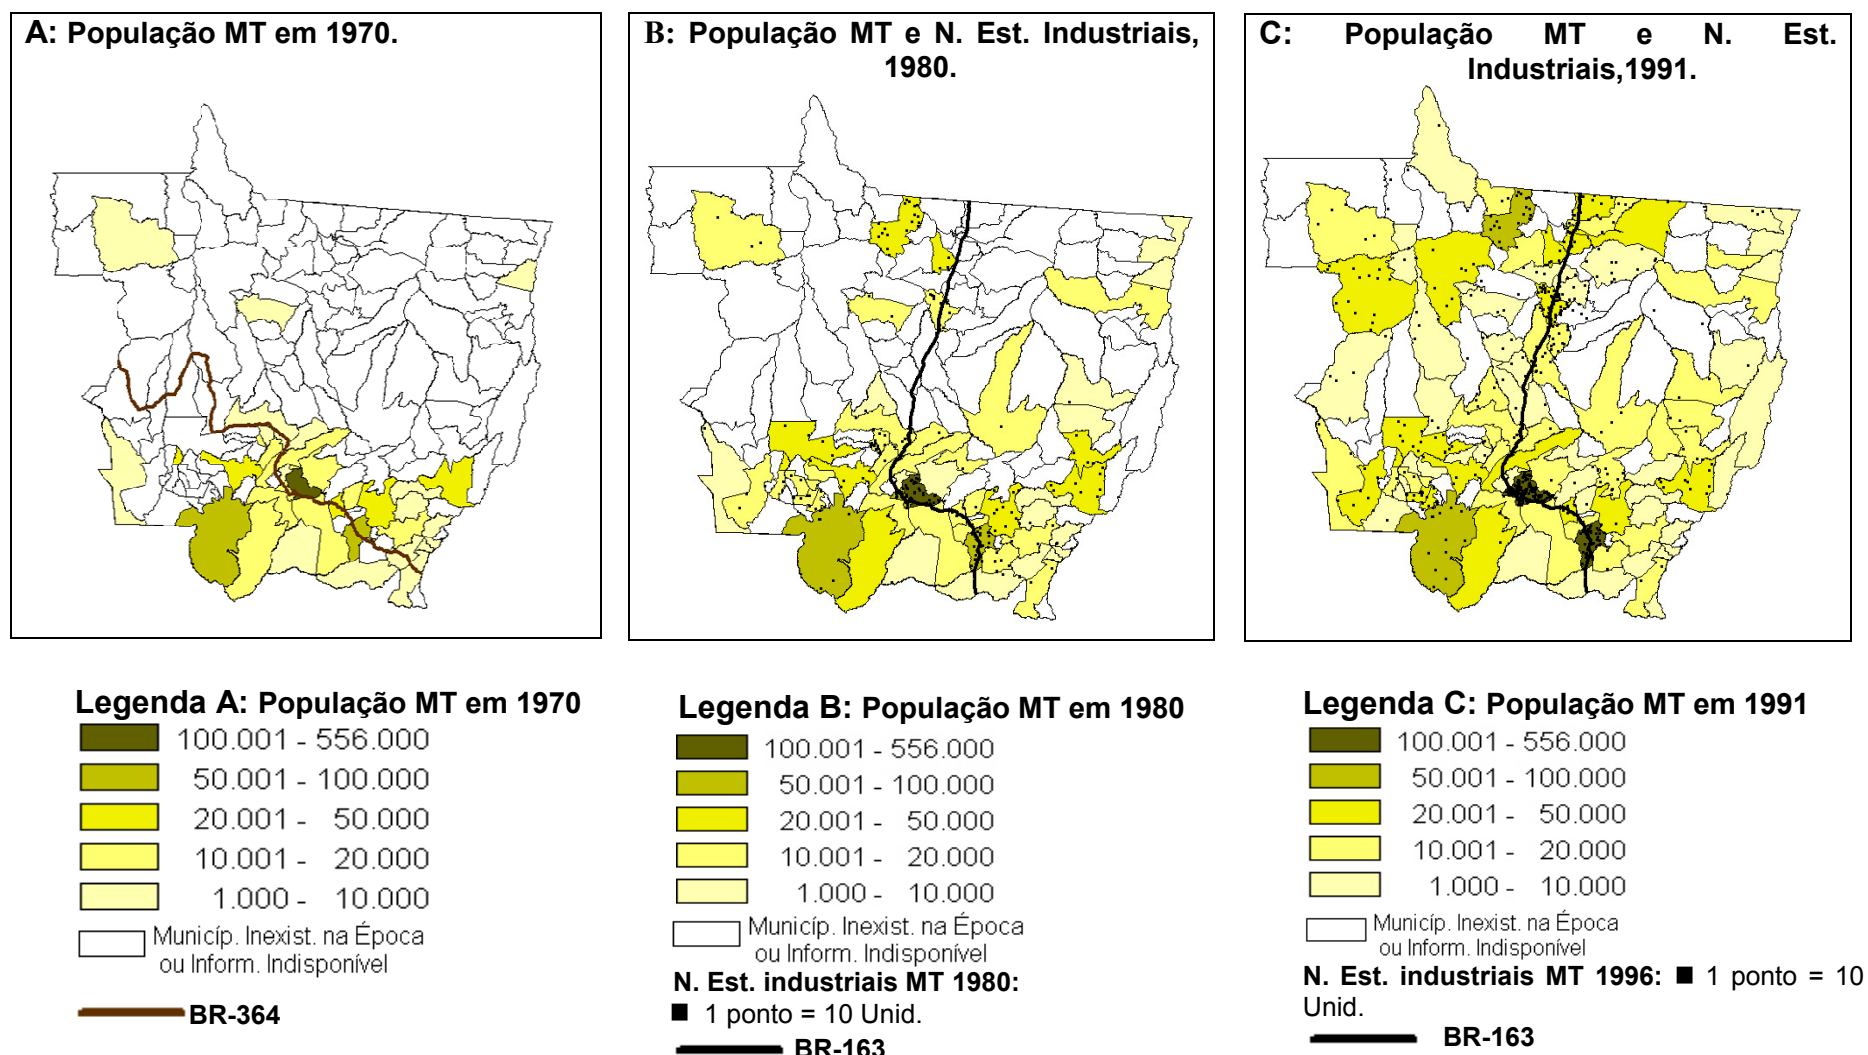 A: População MT em 1970.
B: População MT e N. Est. Industriais,
1980.
C: População MT e N. Est.
Industriais,1991.
Legenda A: População MT em 1970
100.001 - 556.000
50.001 - 100.000
20.001 - 50.000
10.001 - 20.000
1.000 - 10.000
Municíp. Inexist. na Época
ou Inform. Indisponível
BR-364
Legenda B: População MT em 1980
100.001 - 556.000
50.001 - 100.000
20.001 - 50.000
10.001 - 20.000
1.000 - 10.000
Municíp. Inexist. na Época
ou Inform. Indisponível
N. Est. industriais MT 1980:
■ 1 ponto = 10 Unid.
BR-163
Legenda C: População MT em 1991
100.001 - 556.000
50.001 - 100.000
20.001 - 50.000
10.001 - 20.000
1.000 - 10.000
Municíp. Inexist. na Época
ou Inform. Indisponível
N. Est. industriais MT 1996: ■ 1 ponto = 10
Unid.
BR-163